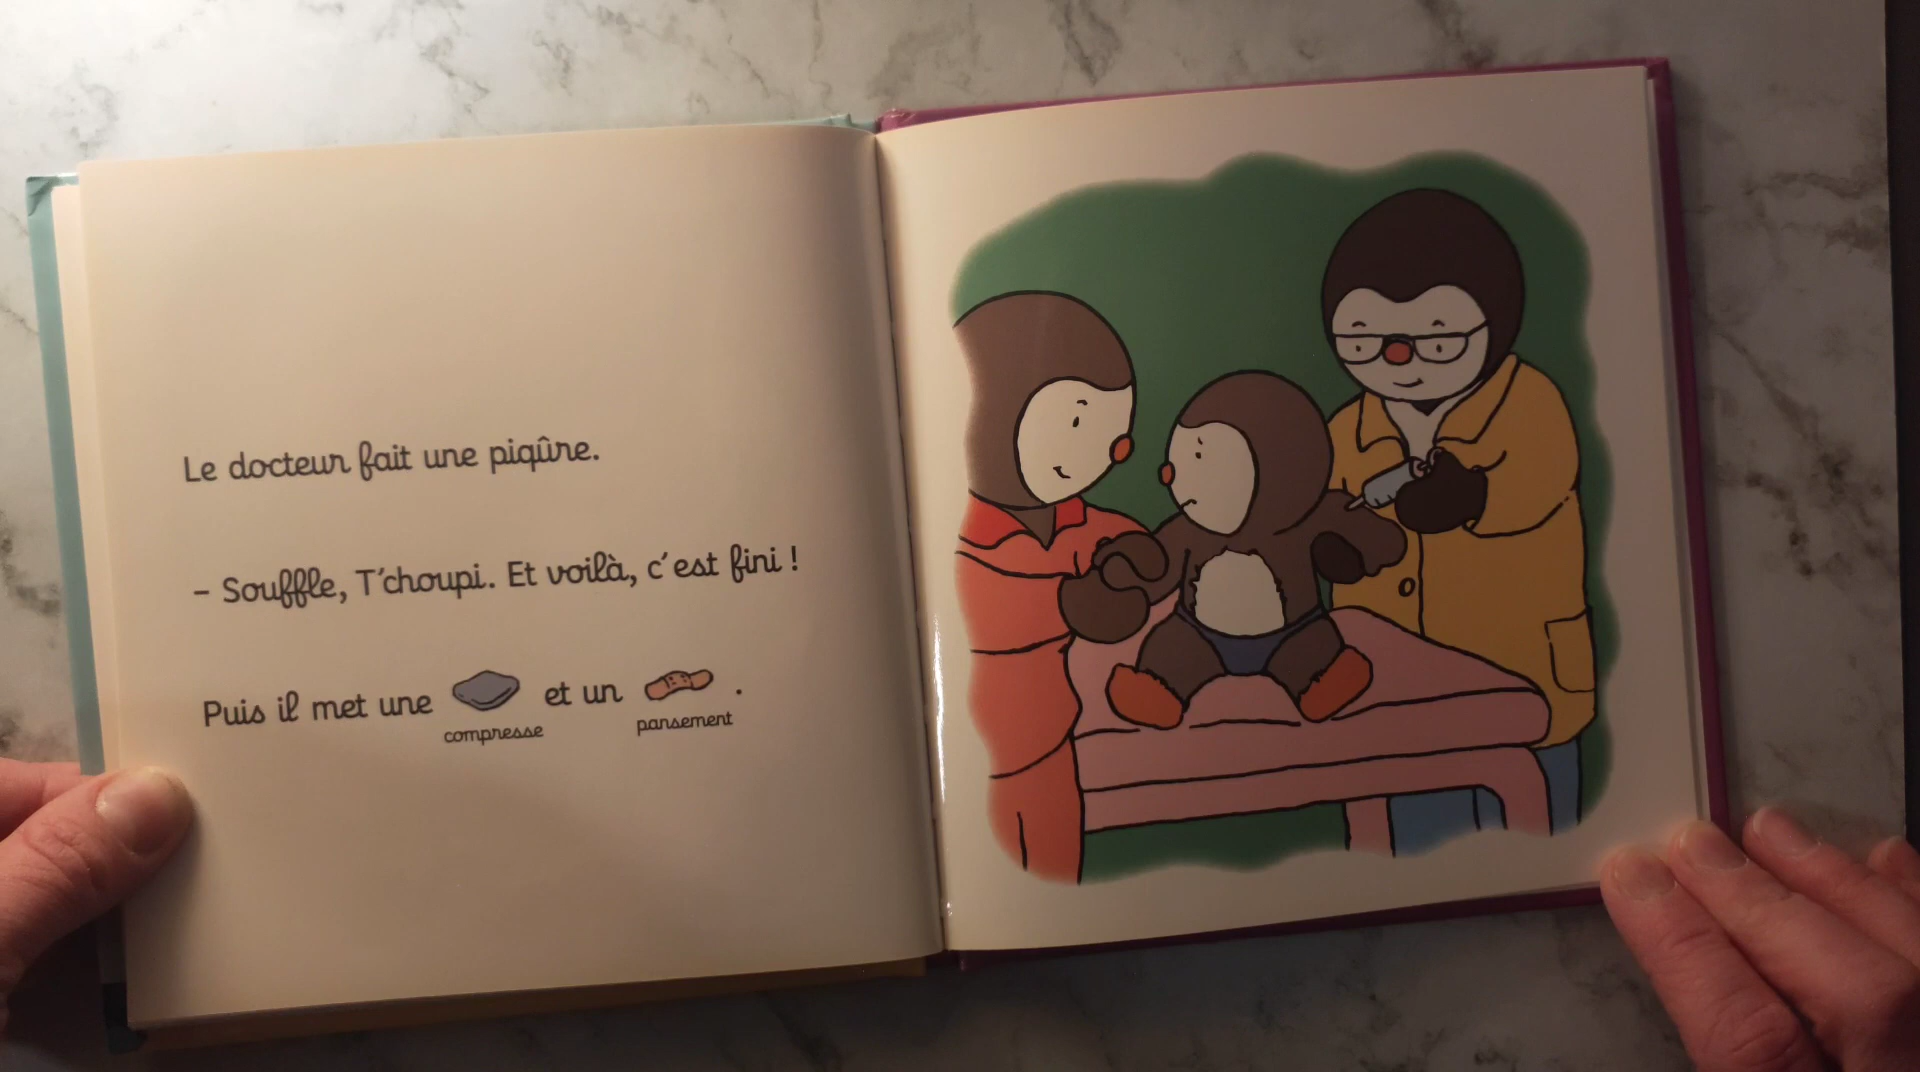 Le docteur fait une piqûre.
– Souffle, T'choupi. Et voilà, c'est fini !
Puis il met une et un .
compresse pansement